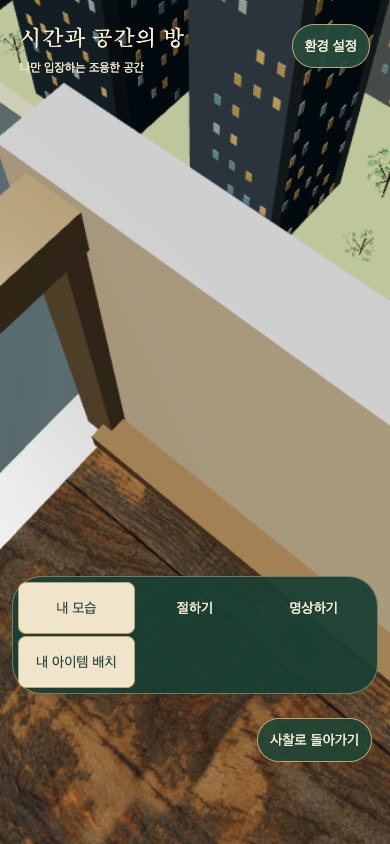 시간과 공간의 방
나만 입장하는 조용한 공간
환경 설정
내 모습
절하기
명상하기
내 아이템 배치
사찰로 돌아가기